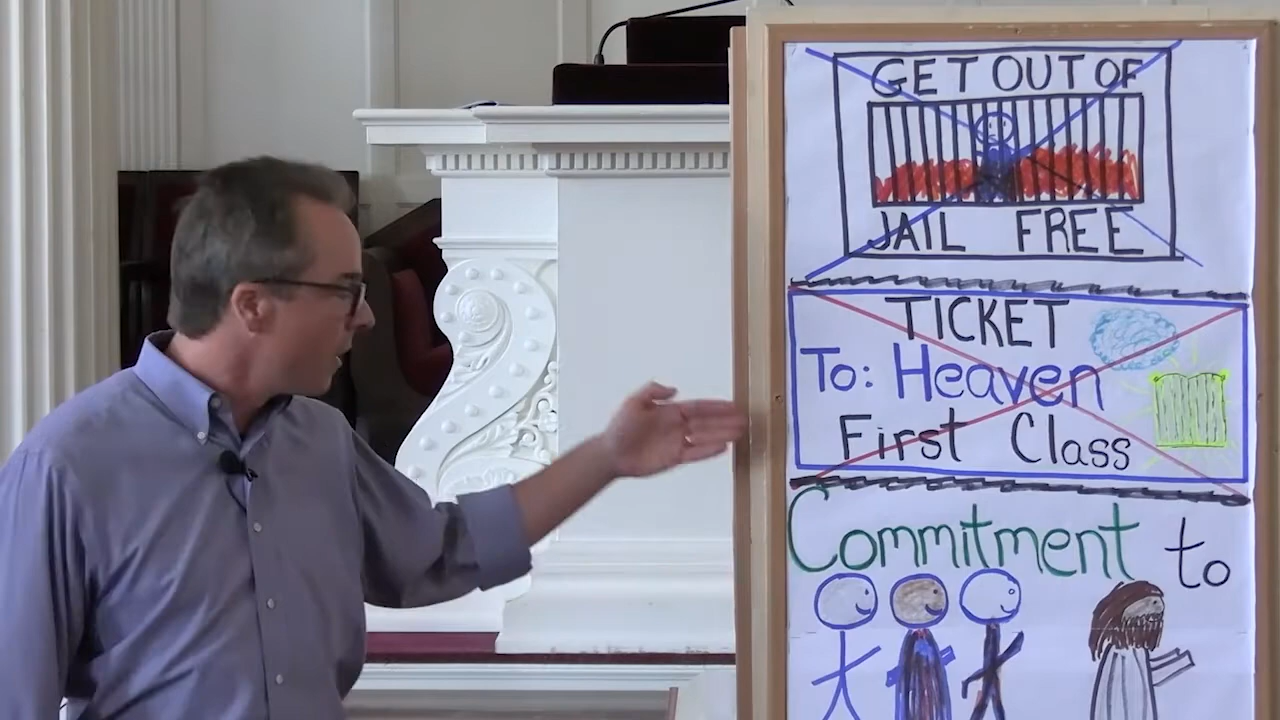 GET OUT OF
JAIL FREE
TICKET
To: Heaven
First Class
Commitment to